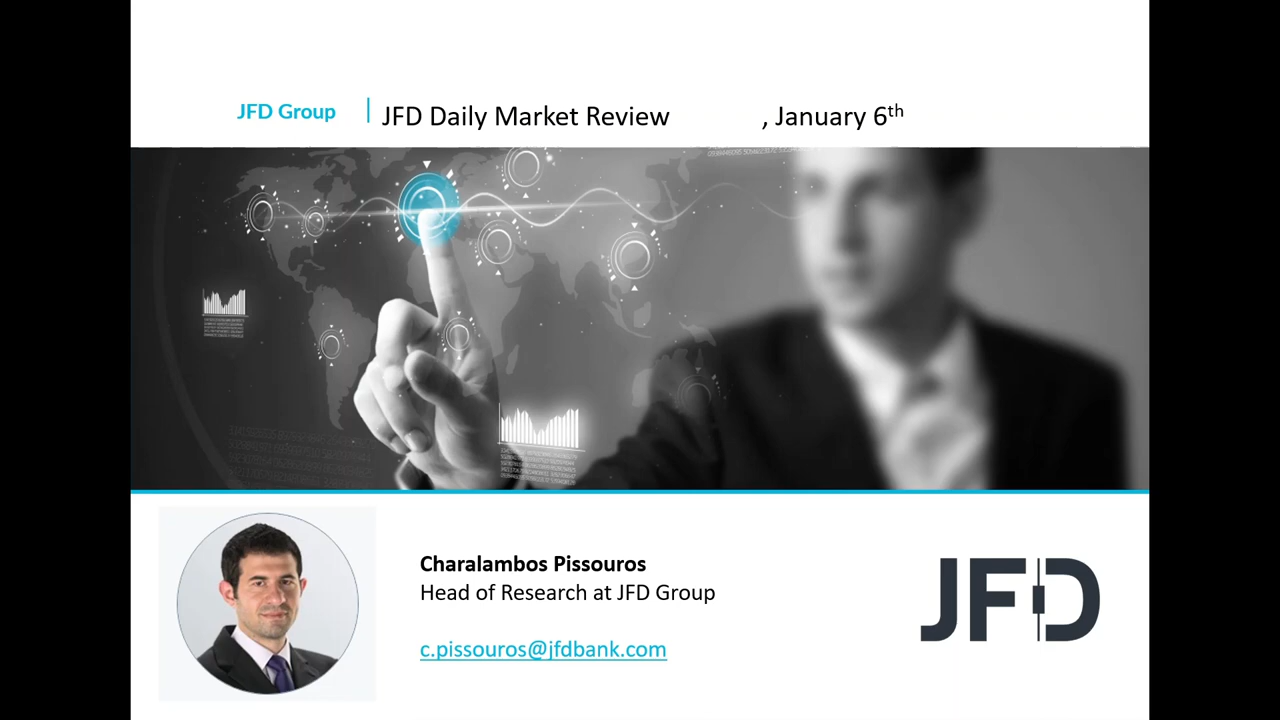 JFD Group
JFD Daily Market Review , January 6th
Charalambos Pissouros
Head of Research at JFD Group
c.pissouros@jfdbank.com
JFD